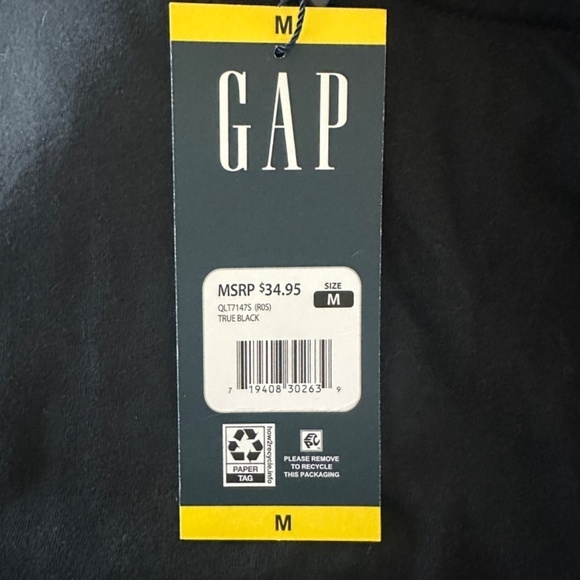 M
GAP
MSRP $34.95
SIZE
M
QLT7147S (R0S)
TRUE BLACK
7 19408 30263 9
how2recycle.info
PAPER
TAG
PLEASE REMOVE
TO RECYCLE
THIS PACKAGING
M